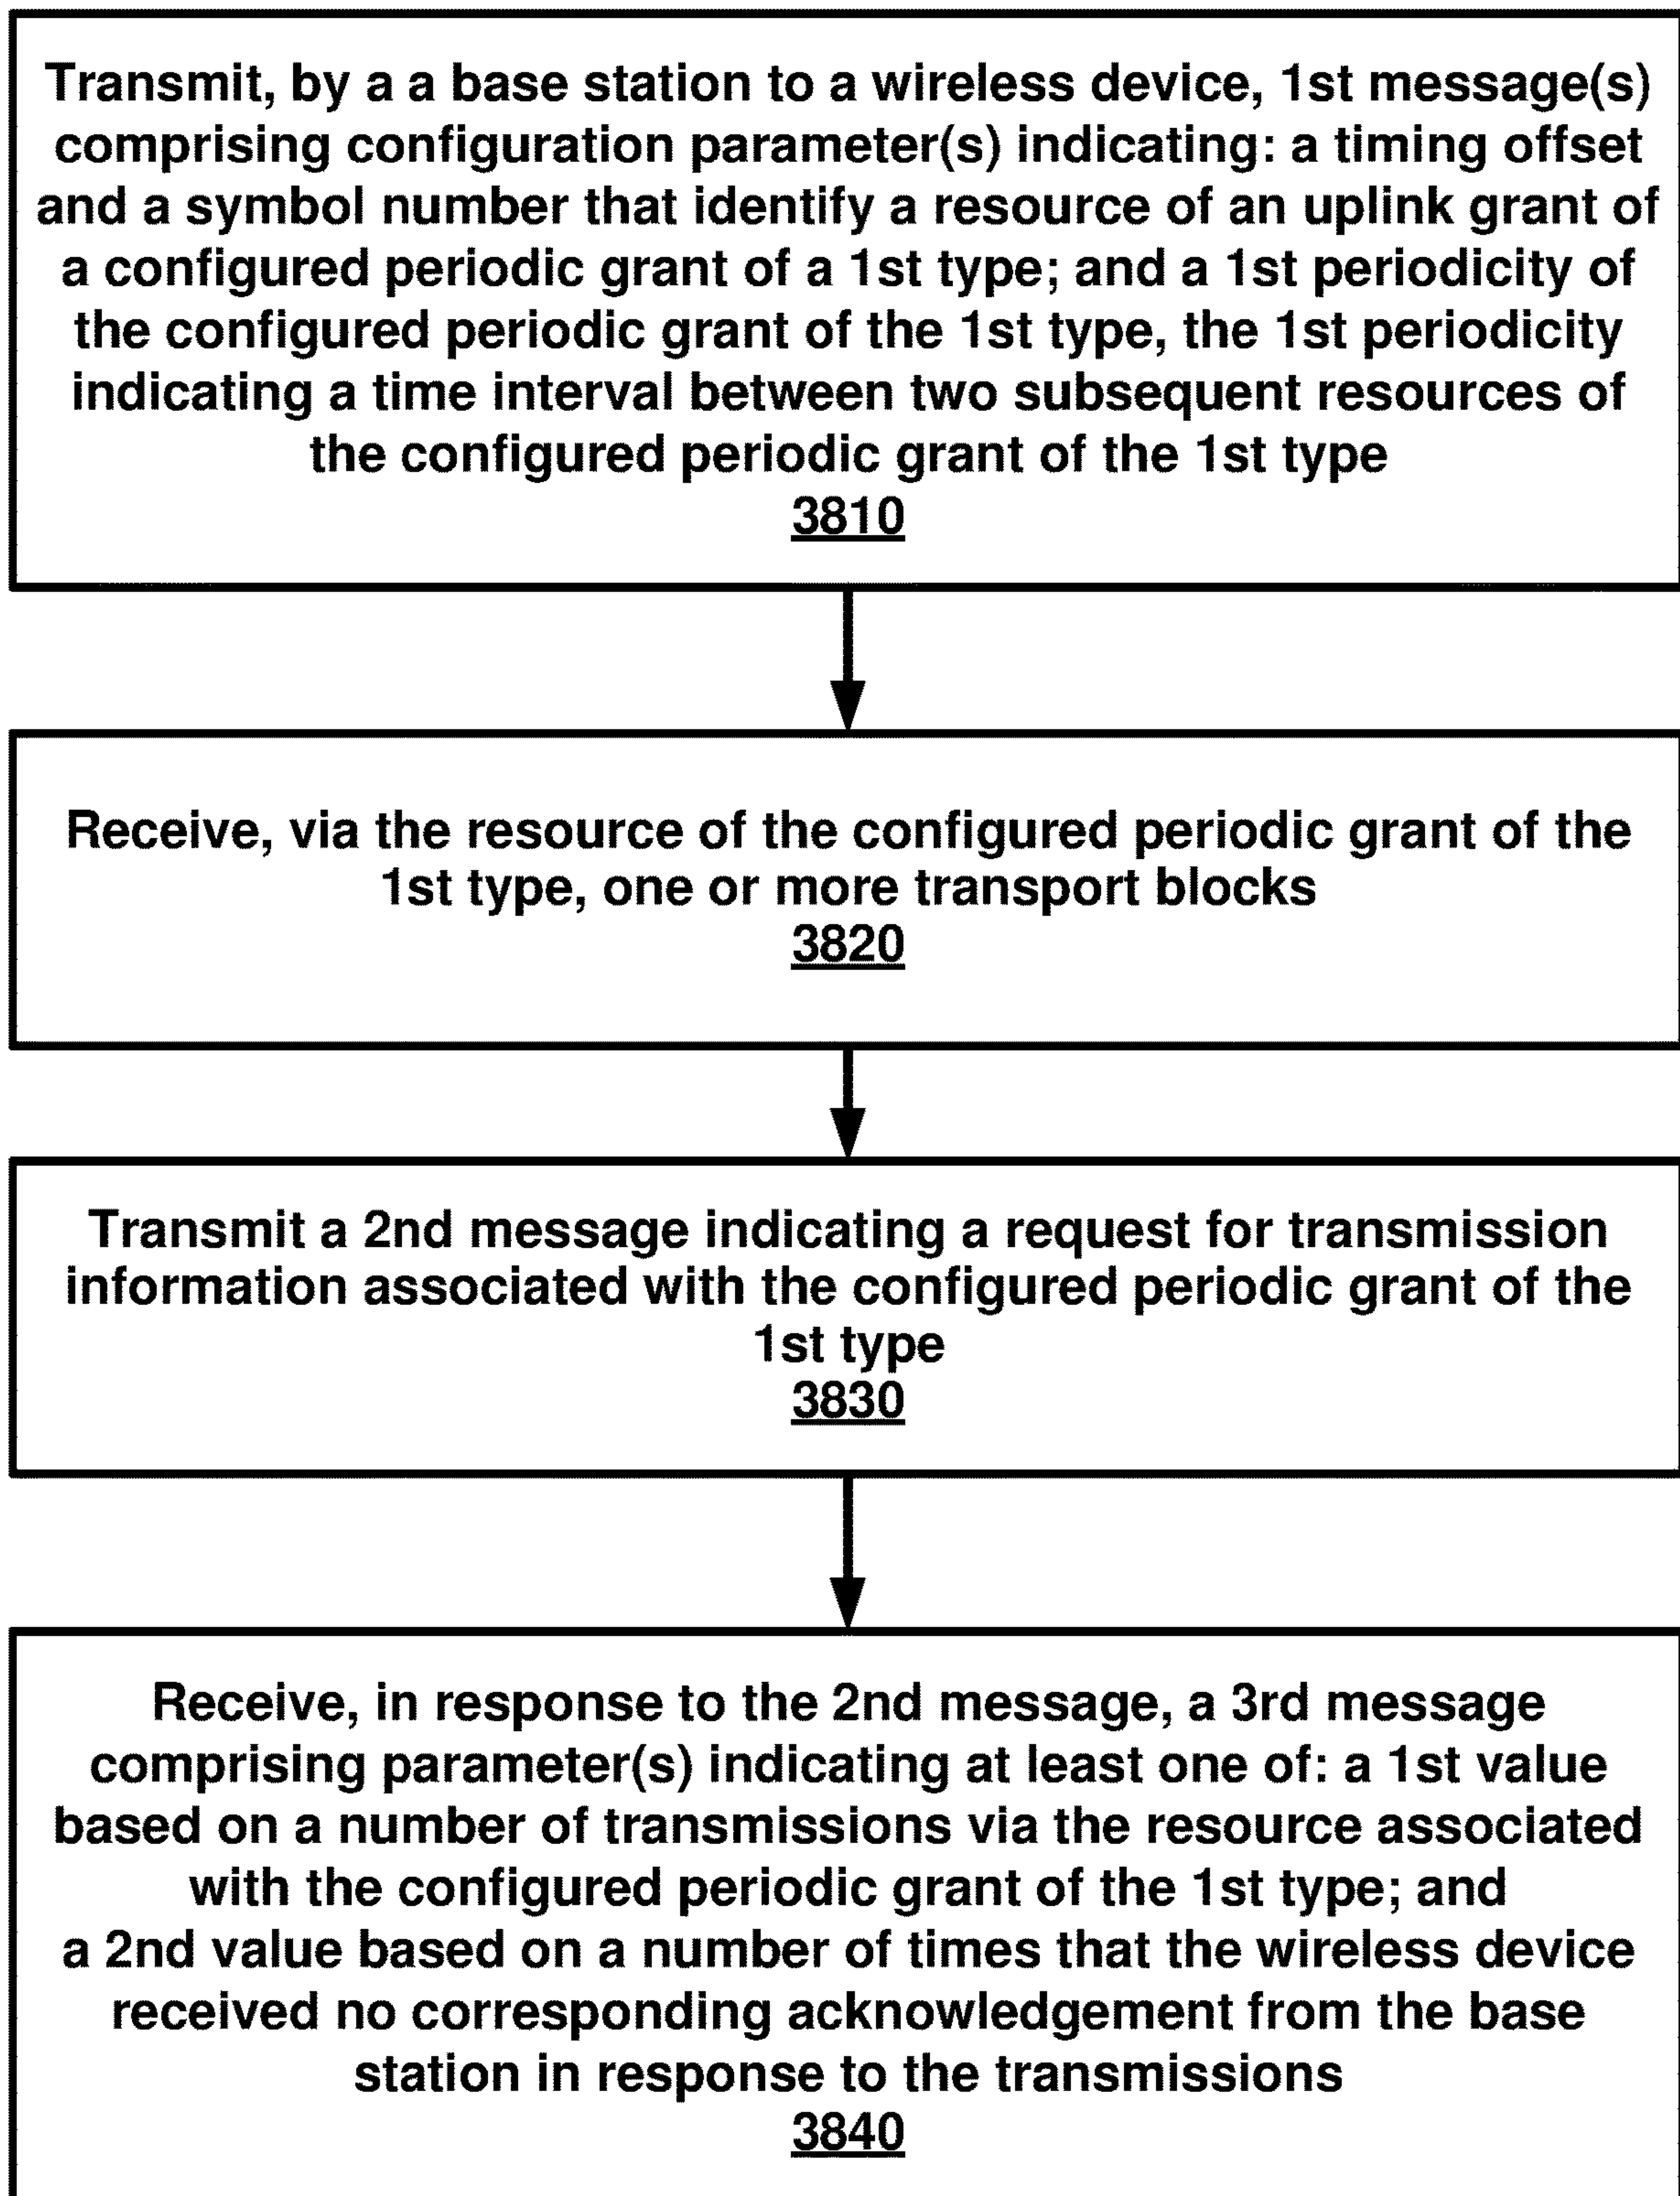 Transmit, by a a base station to a wireless device, 1st message(s)
comprising configuration parameter(s) indicating: a timing offset
and a symbol number that identify a resource of an uplink grant of
a configured periodic grant of a 1st type; and a 1st periodicity of
the configured periodic grant of the 1st type, the 1st periodicity
indicating a time interval between two subsequent resources of
the configured periodic grant of the 1st type
3810
Receive, via the resource of the configured periodic grant of the
1st type, one or more transport blocks
3820
Transmit a 2nd message indicating a request for transmission
information associated with the configured periodic grant of the
1st type
3830
Receive, in response to the 2nd message, a 3rd message
comprising parameter(s) indicating at least one of: a 1st value
based on a number of transmissions via the resource associated
with the configured periodic grant of the 1st type; and
a 2nd value based on a number of times that the wireless device
received no corresponding acknowledgement from the base
station in response to the transmissions
3840